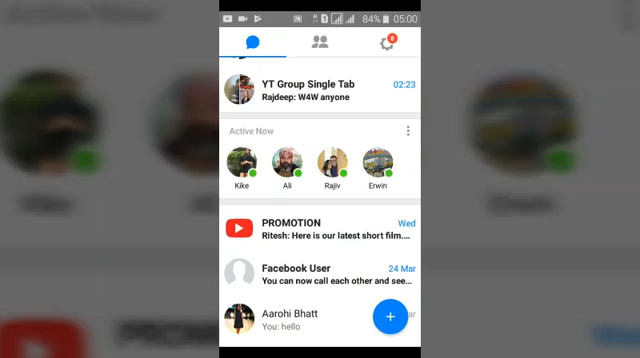 84% 05:00
8
YT Group Single Tab 02:23
Rajdeep: W4W anyone
Active Now
Kike Ali Rajiv Erwin
PROMOTION Wed
Ritesh: Here is our latest short film....
Facebook User 24 Mar
You can now call each other and see...
Aarohi Bhatt
You: hello